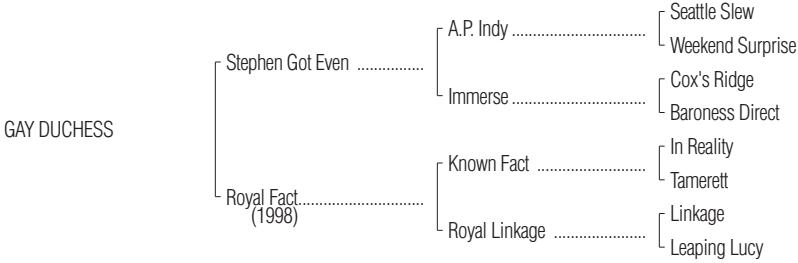 Seattle Slew
A.P. Indy ................................
Weekend Surprise
Stephen Got Even ................
Cox's Ridge
Immerse ................................
Baroness Direct
GAY DUCHESS
In Reality
Known Fact ..........................
Tamerett
Royal Fact..............................
(1998)
Linkage
Royal Linkage ......................
Leaping Lucy